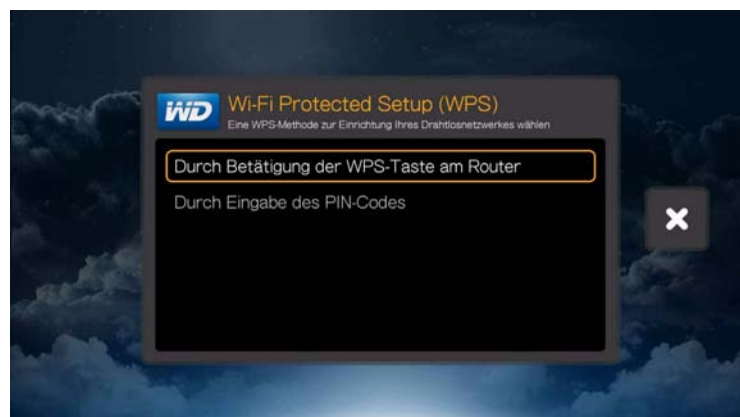 WD
Wi-Fi Protected Setup (WPS)
Eine WPS-Methode zur Einrichtung Ihres Drahtlosnetzwerkes wählen
Durch Betätigung der WPS-Taste am Router
Durch Eingabe des PIN-Codes